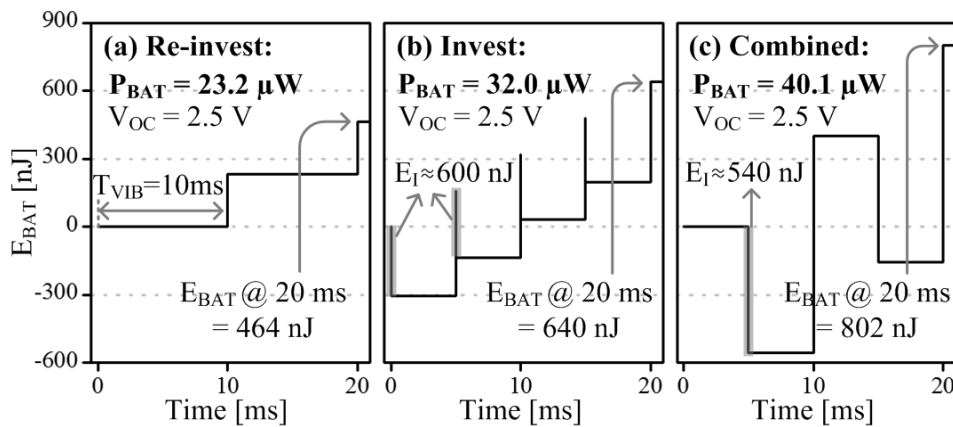 900
600
300
0
-300
-600
E_BAT [nJ]
(a) Re-invest:
P_BAT = 23.2 μW
V_OC = 2.5 V
T_VIB=10ms
E_BAT @ 20 ms
= 464 nJ
0
10
20
Time [ms]
(b) Invest:
P_BAT = 32.0 μW
V_OC = 2.5 V
E_I≈600 nJ
E_BAT @ 20 ms
= 640 nJ
0
10
20
Time [ms]
(c) Combined:
P_BAT = 40.1 μW
V_OC = 2.5 V
E_I≈540 nJ
E_BAT @ 20 ms
= 802 nJ
0
10
20
Time [ms]